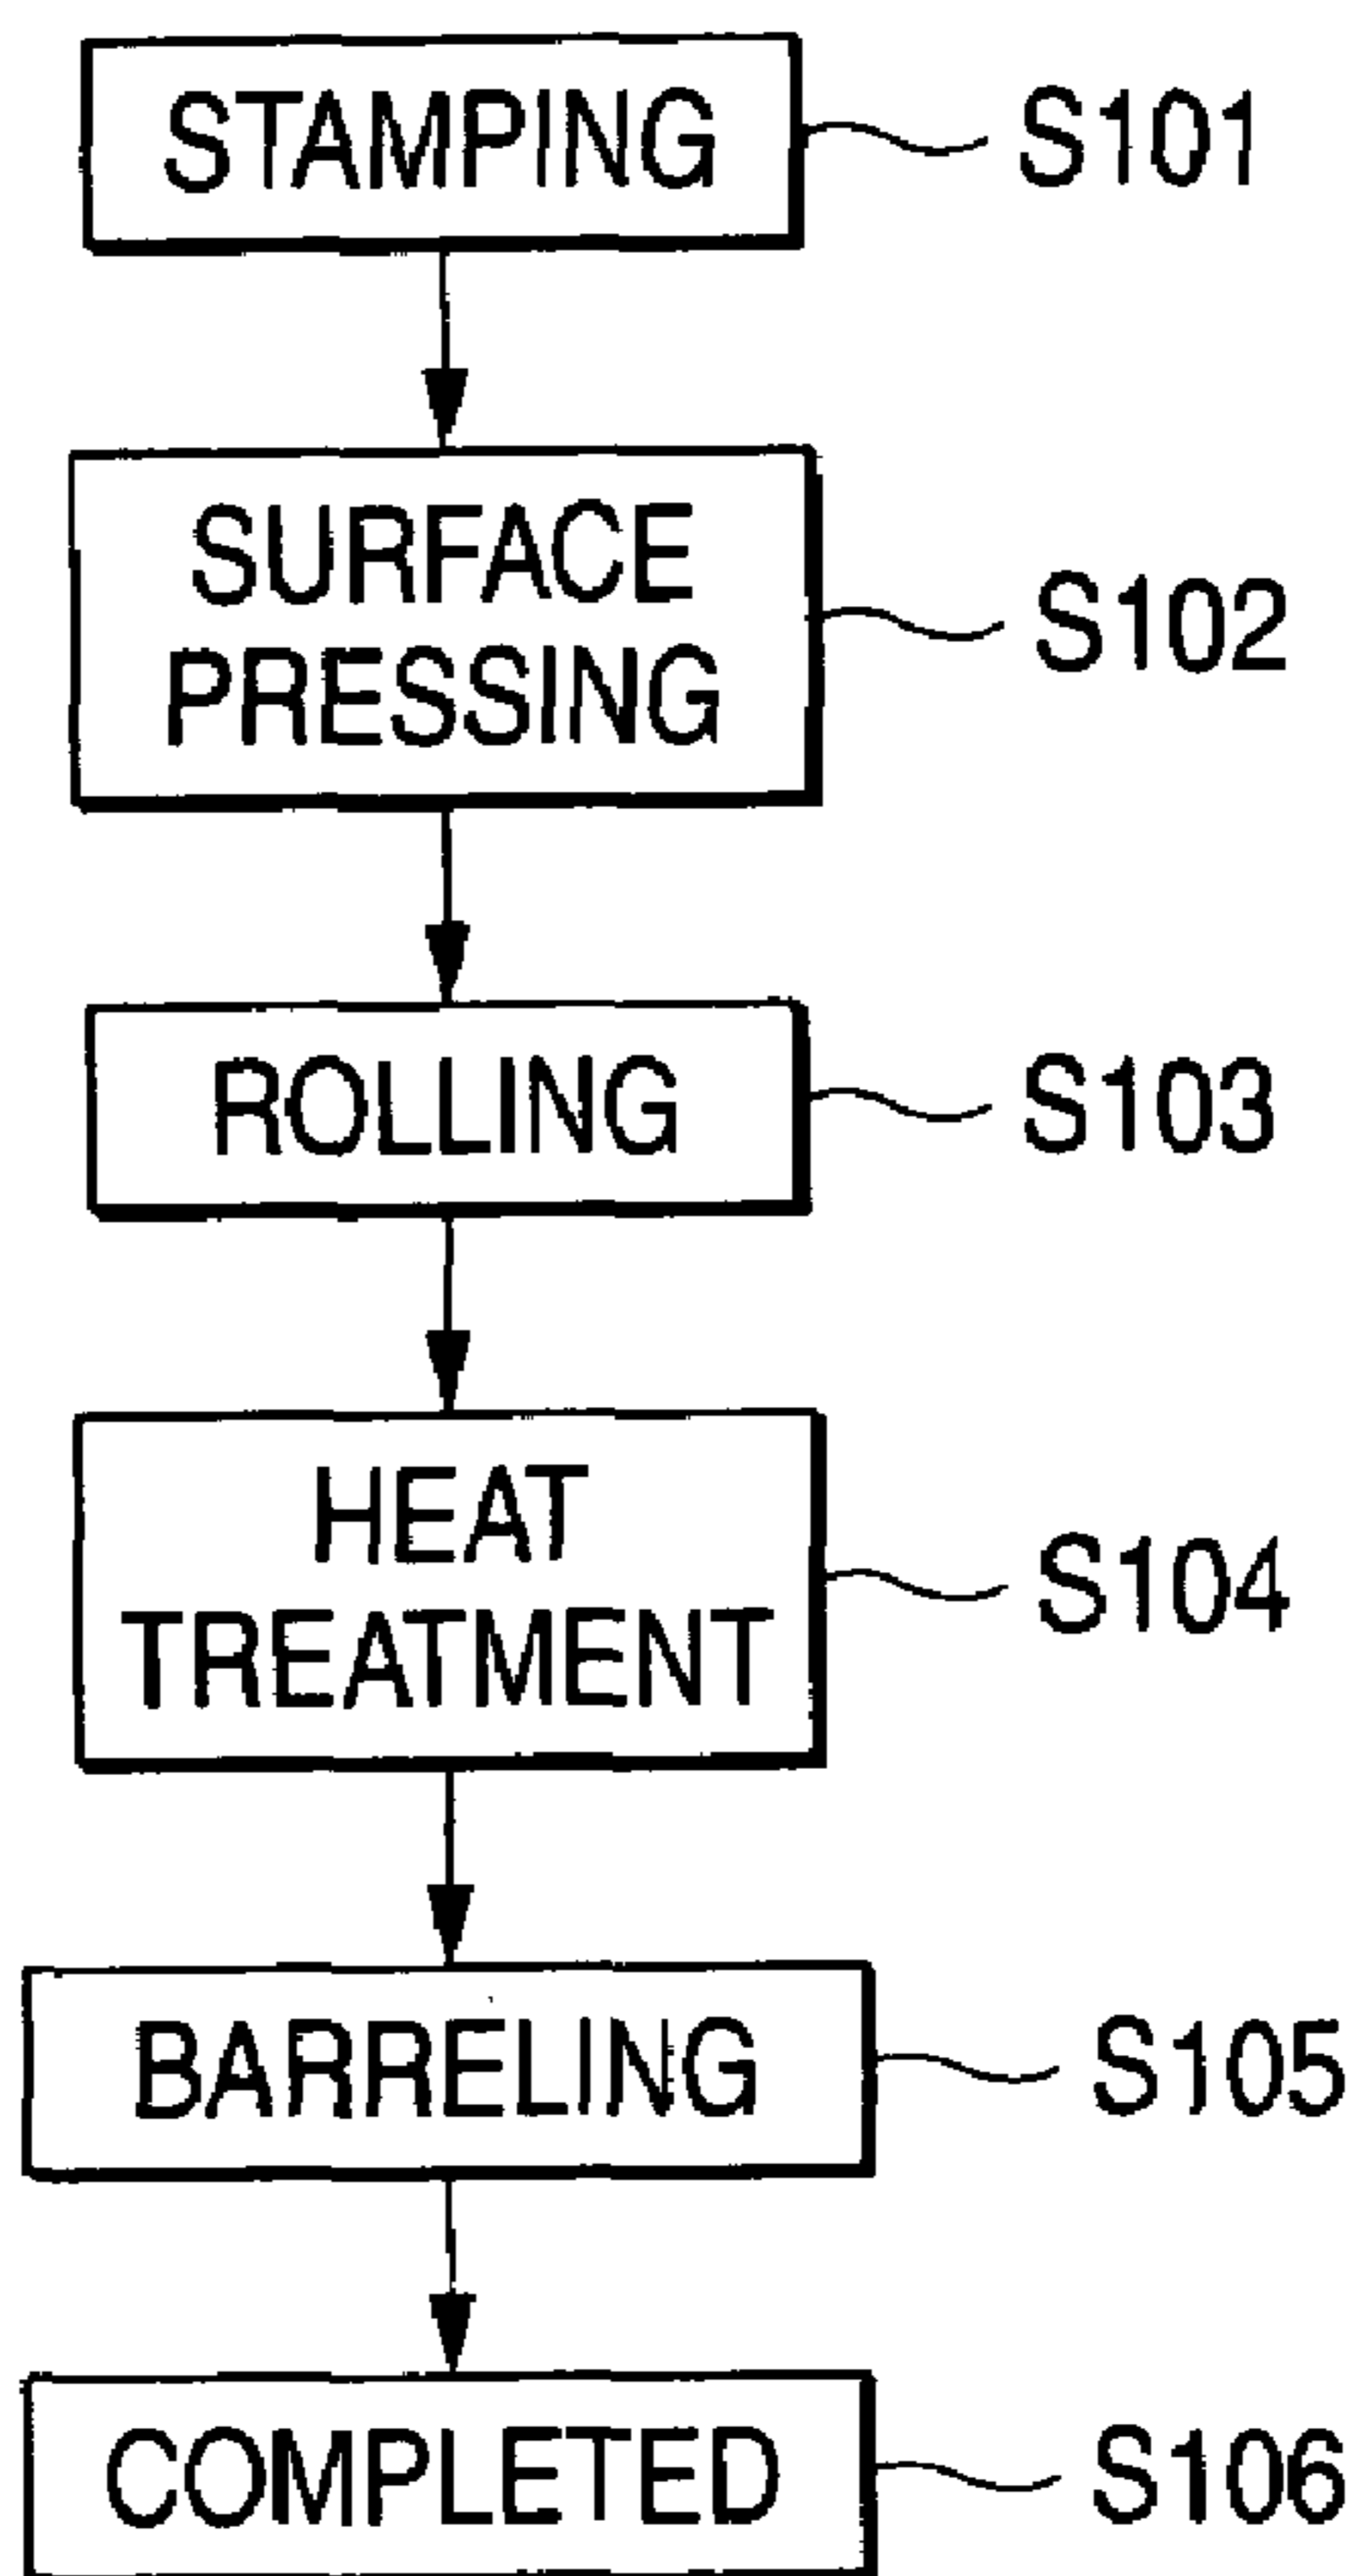 STAMPING S101
SURFACE
PRESSING
S102
ROLLING S103
HEAT
TREATMENT
S104
BARRELING S105
COMPLETED S106